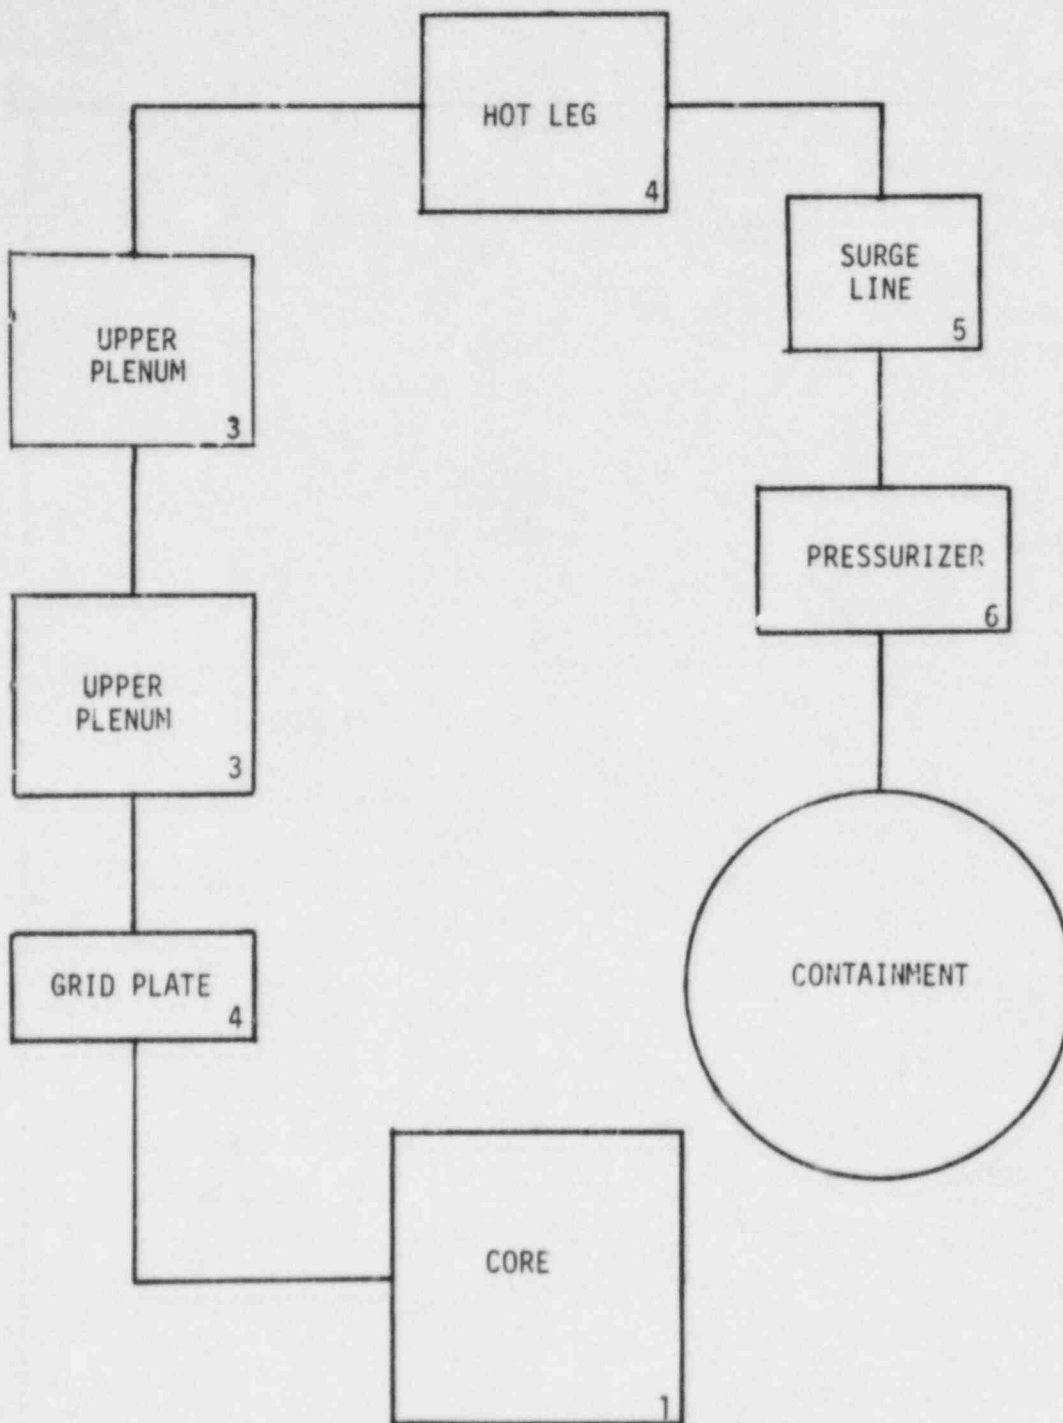 HOT LEG
4
SURGE
LINE
5
UPPER
PLENUM
3
PRESSURIZER
6
UPPER
PLENUM
3
GRID PLATE
4
CONTAINMENT
CORE
1